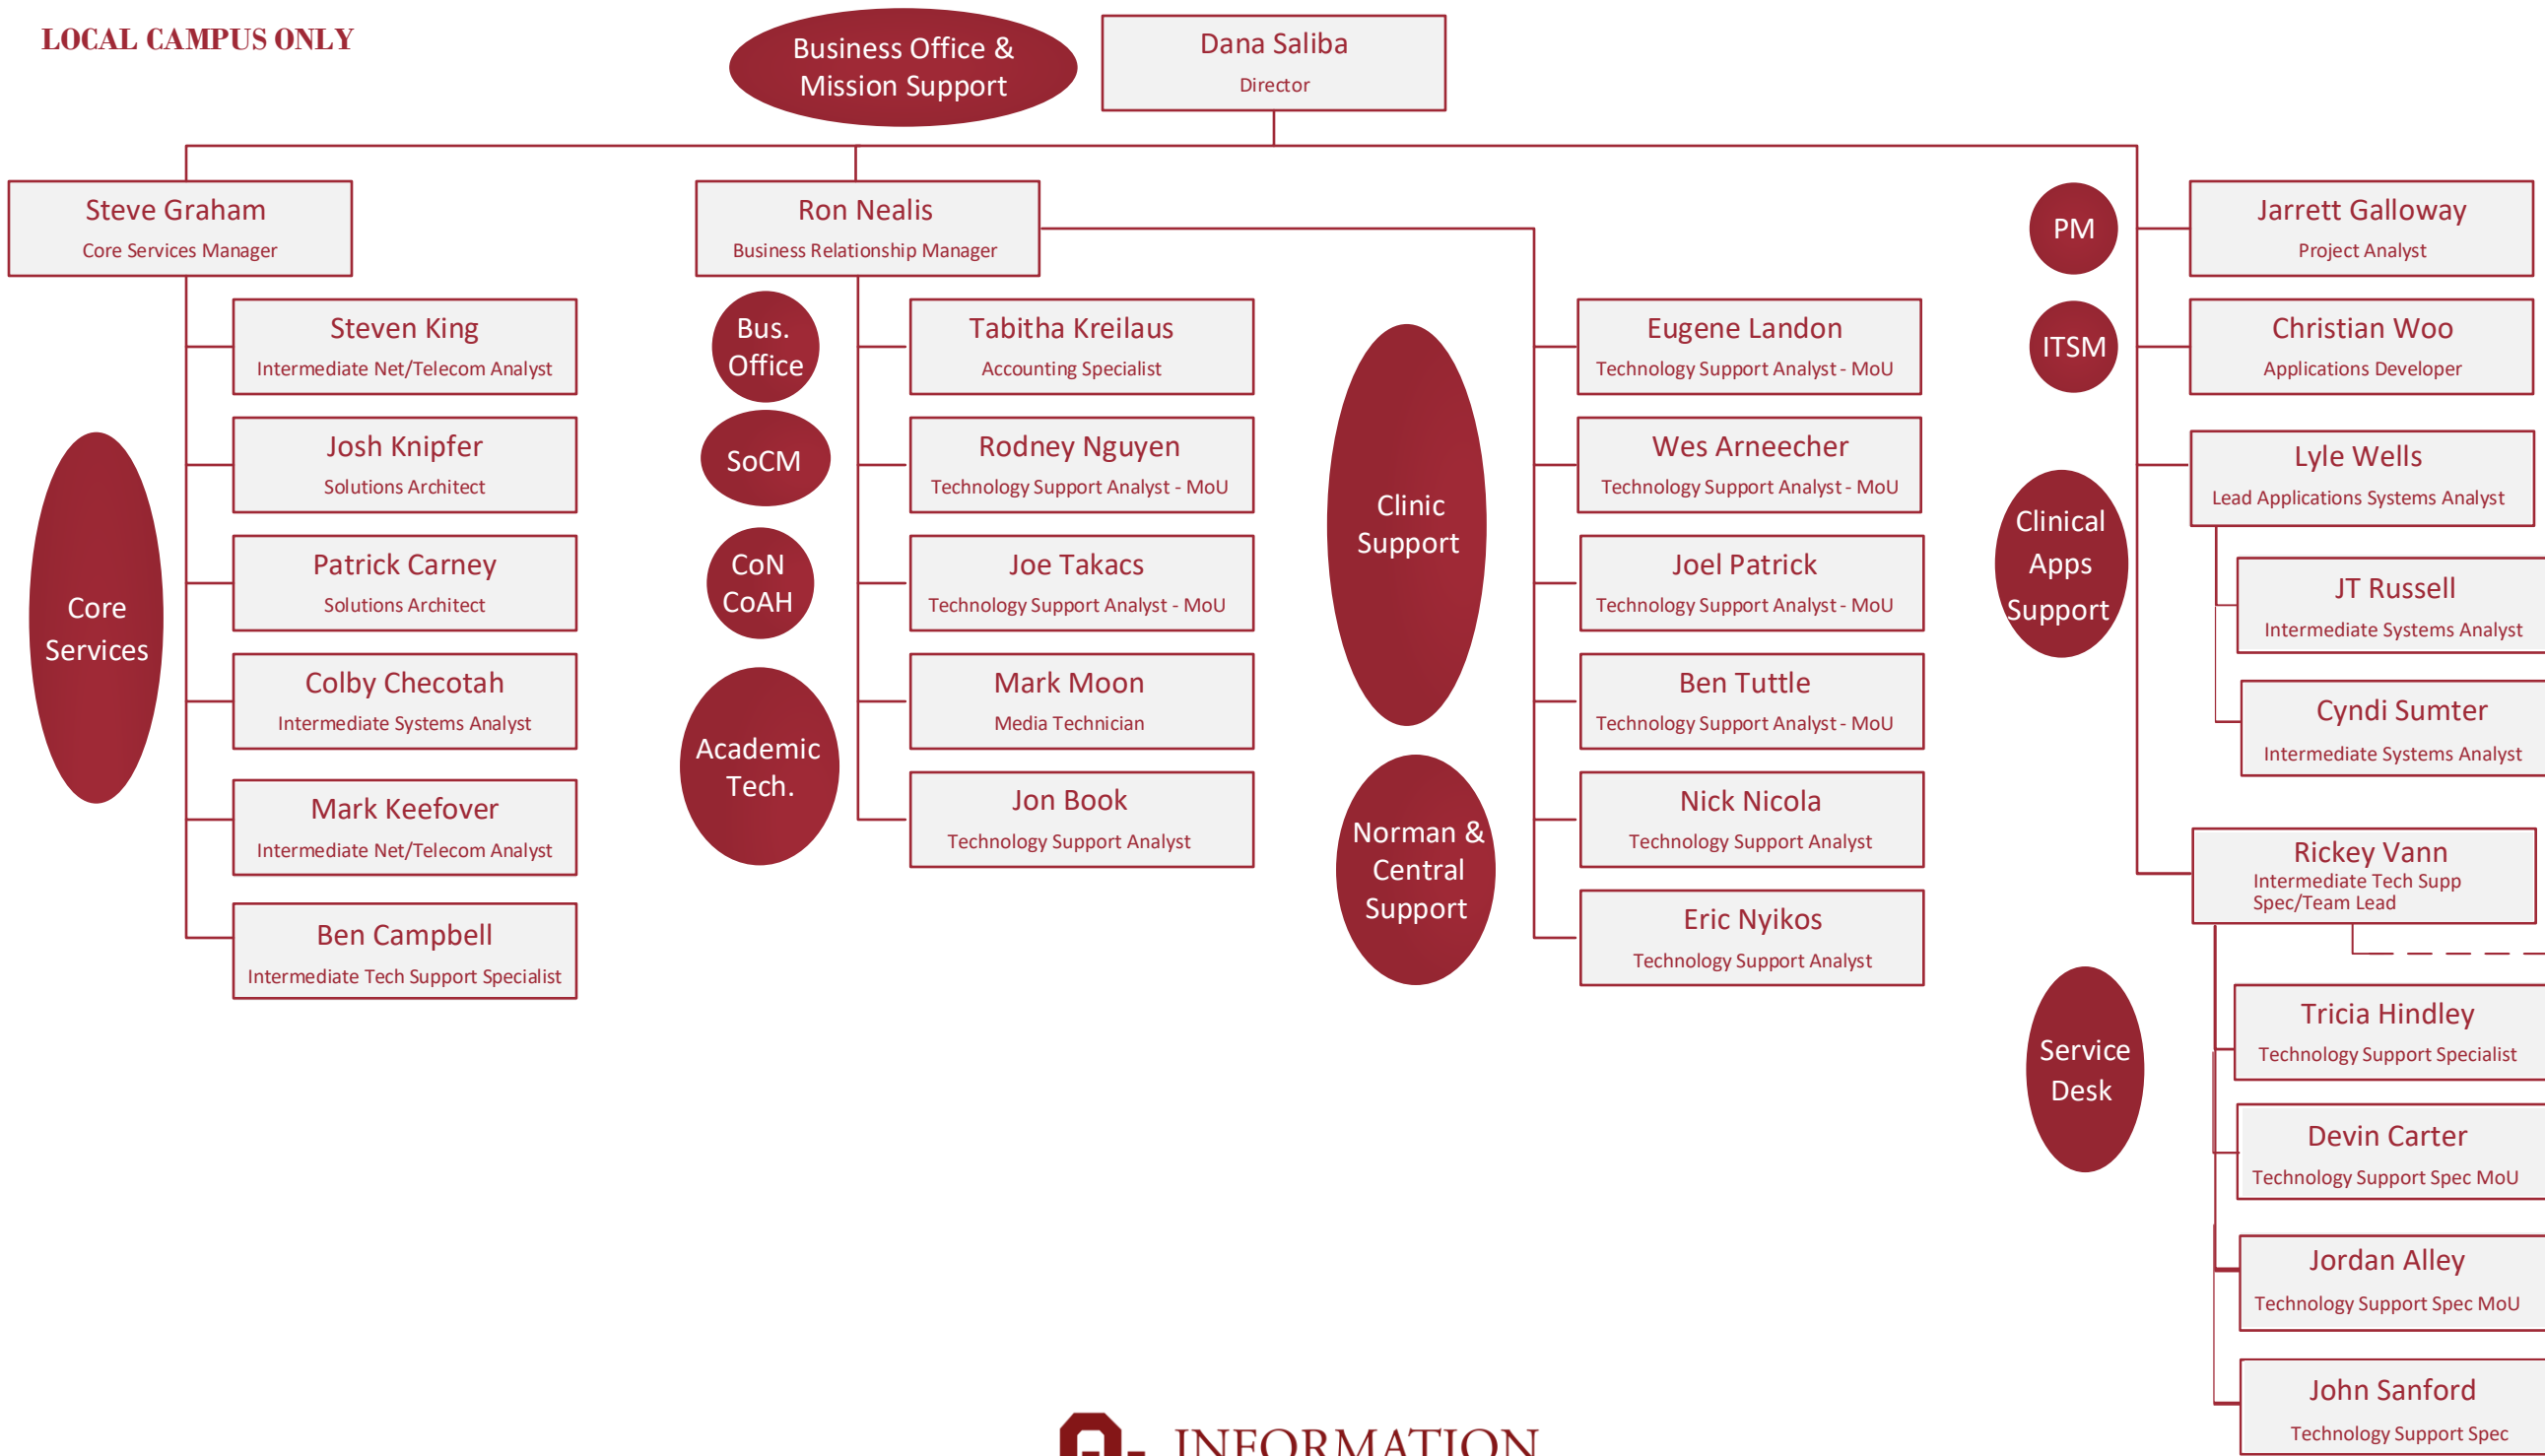 LOCAL CAMPUS ONLY
Business Office &
Mission Support
Dana Saliba
Director
Steve Graham
Core Services Manager
Core
Services
Steven King
Intermediate Net/Telecom Analyst
Josh Knipfer
Solutions Architect
Patrick Carney
Solutions Architect
Colby Checotah
Intermediate Systems Analyst
Mark Keefover
Intermediate Net/Telecom Analyst
Ben Campbell
Intermediate Tech Support Specialist
Ron Nealis
Business Relationship Manager
Bus.
Office
Tabitha Kreilaus
Accounting Specialist
SoCM
Rodney Nguyen
Technology Support Analyst - MoU
CoN
CoAH
Joe Takacs
Technology Support Analyst - MoU
Academic
Tech.
Mark Moon
Media Technician
Jon Book
Technology Support Analyst
Clinic
Support
Eugene Landon
Technology Support Analyst - MoU
Wes Arneecher
Technology Support Analyst - MoU
Joel Patrick
Technology Support Analyst - MoU
Ben Tuttle
Technology Support Analyst - MoU
Norman &
Central
Support
Nick Nicola
Technology Support Analyst
Eric Nyikos
Technology Support Analyst
PM
Jarrett Galloway
Project Analyst
ITSM
Christian Woo
Applications Developer
Clinical
Apps
Support
Lyle Wells
Lead Applications Systems Analyst
JT Russell
Intermediate Systems Analyst
Cyndi Sumter
Intermediate Systems Analyst
Rickey Vann
Intermediate Tech Supp
Spec/Team Lead
Service
Desk
Tricia Hindley
Technology Support Specialist
Devin Carter
Technology Support Spec MoU
Jordan Alley
Technology Support Spec MoU
John Sanford
Technology Support Spec
INFORMATION